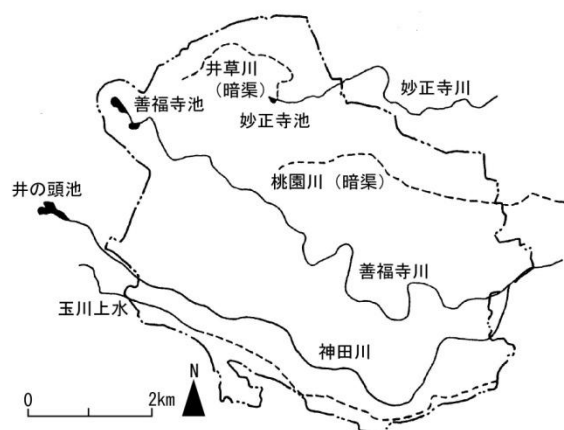 井草川
（暗渠）
妙正寺川
善福寺池
妙正寺池
桃園川（暗渠）
井の頭池
善福寺川
玉川上水
神田川
N
0 2km